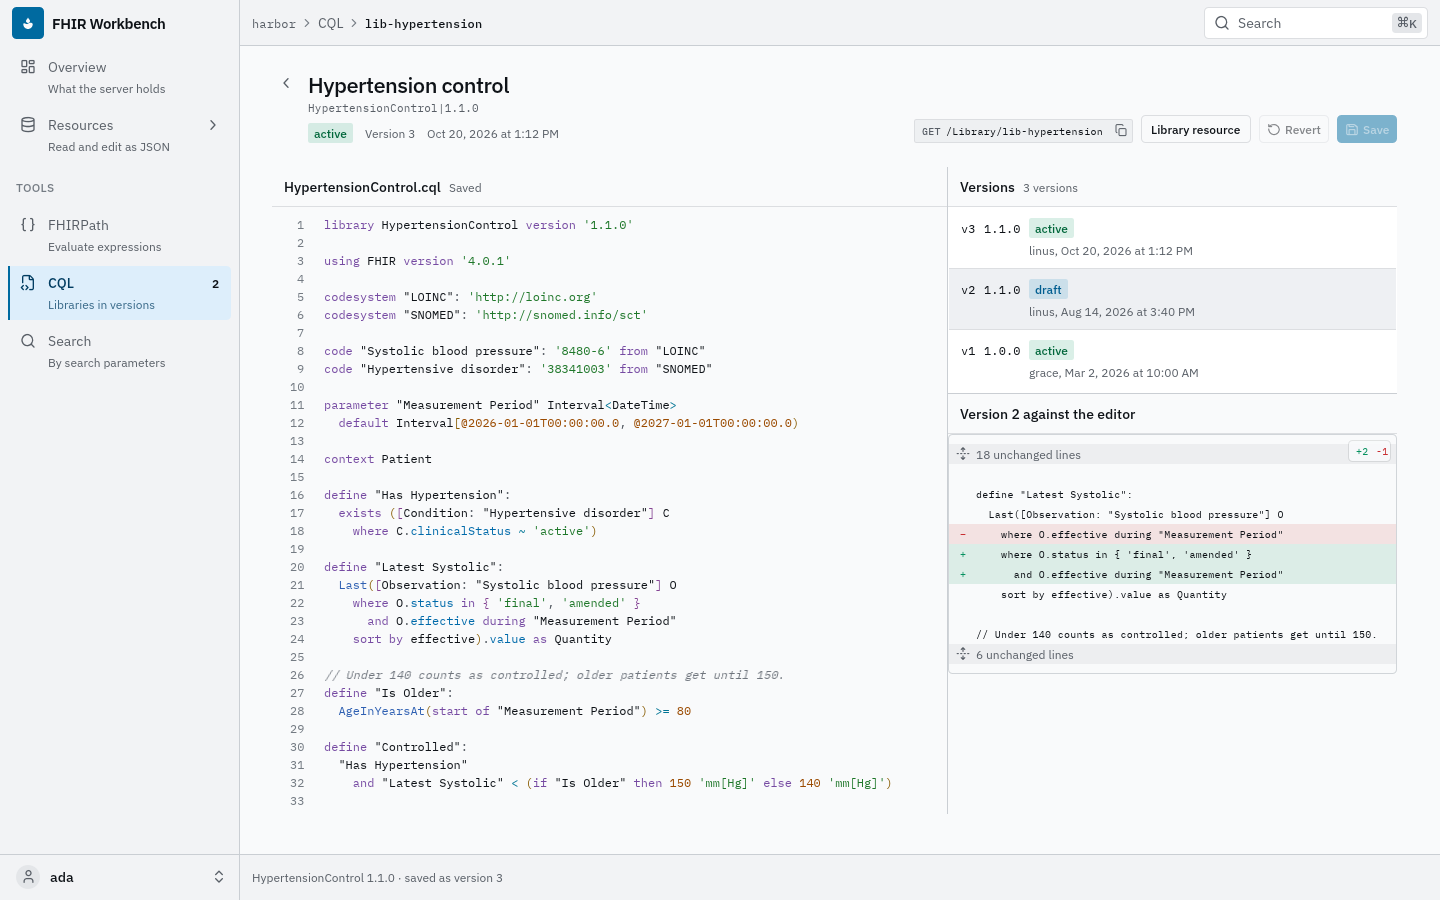 FHIR Workbench
Overview
What the server holds
Resources
Read and edit as JSON
TOOLS
FHIRPath
Evaluate expressions
CQL 2
Libraries in versions
Search
By search parameters
ada
harbor > CQL > lib-hypertension
Search ⌘K
Hypertension control
HypertensionControl|1.1.0
active Version 3 Oct 20, 2026 at 1:12 PM
GET /Library/lib-hypertension
Library resource
Revert
Save
HypertensionControl.cql Saved
1 library HypertensionControl version '1.1.0'
2
3 using FHIR version '4.0.1'
4
5 codesystem "LOINC": 'http://loinc.org'
6 codesystem "SNOMED": 'http://snomed.info/sct'
7
8 code "Systolic blood pressure": '8480-6' from "LOINC"
9 code "Hypertensive disorder": '38341003' from "SNOMED"
10
11 parameter "Measurement Period" Interval<DateTime>
12   default Interval[@2026-01-01T00:00:00.0, @2027-01-01T00:00:00.0)
13
14 context Patient
15
16 define "Has Hypertension":
17   exists ([Condition: "Hypertensive disorder"] C
18     where C.clinicalStatus ~ 'active')
19
20 define "Latest Systolic":
21   Last([Observation: "Systolic blood pressure"] O
22     where O.status in { 'final', 'amended' }
23       and O.effective during "Measurement Period"
24     sort by effective).value as Quantity
25
26 // Under 140 counts as controlled; older patients get until 150.
27 define "Is Older":
28   AgeInYearsAt(start of "Measurement Period") >= 80
29
30 define "Controlled":
31   "Has Hypertension"
32     and "Latest Systolic" < (if "Is Older" then 150 'mm[Hg]' else 140 'mm[Hg]')
33
Versions 3 versions
v3 1.1.0 active
linus, Oct 20, 2026 at 1:12 PM
v2 1.1.0 draft
linus, Aug 14, 2026 at 3:40 PM
v1 1.0.0 active
grace, Mar 2, 2026 at 10:00 AM
Version 2 against the editor
18 unchanged lines +2 -1
define "Latest Systolic":
  Last([Observation: "Systolic blood pressure"] O
−    where O.effective during "Measurement Period"
+    where O.status in { 'final', 'amended' }
+      and O.effective during "Measurement Period"
    sort by effective).value as Quantity
// Under 140 counts as controlled; older patients get until 150.
6 unchanged lines
HypertensionControl 1.1.0 · saved as version 3